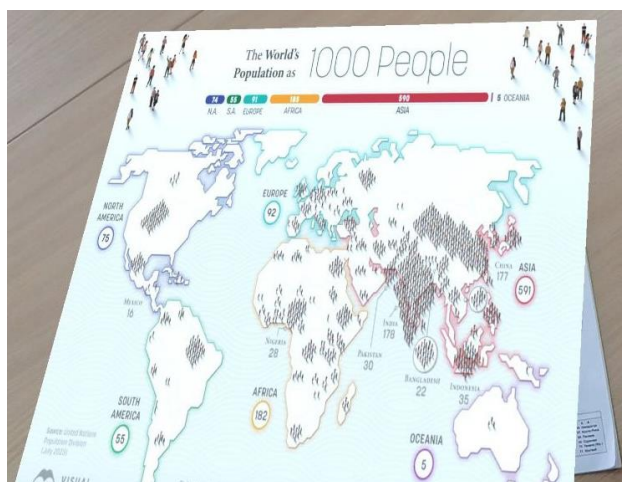 The World's
Population as
1000 People
74
55
91
183
590
5 OCEANIA
N.A.
S.A.
EUROPE
AFRICA
ASIA
NORTH
AMERICA
75
EUROPE
92
CHINA
177
ASIA
591
MEXICO
16
NIGERIA
28
INDIA
178
PAKISTAN
30
BANGLADESH
22
INDONESIA
35
SOUTH
AMERICA
55
AFRICA
182
OCEANIA
5
Source: United Nations
Population Division
VISUAL